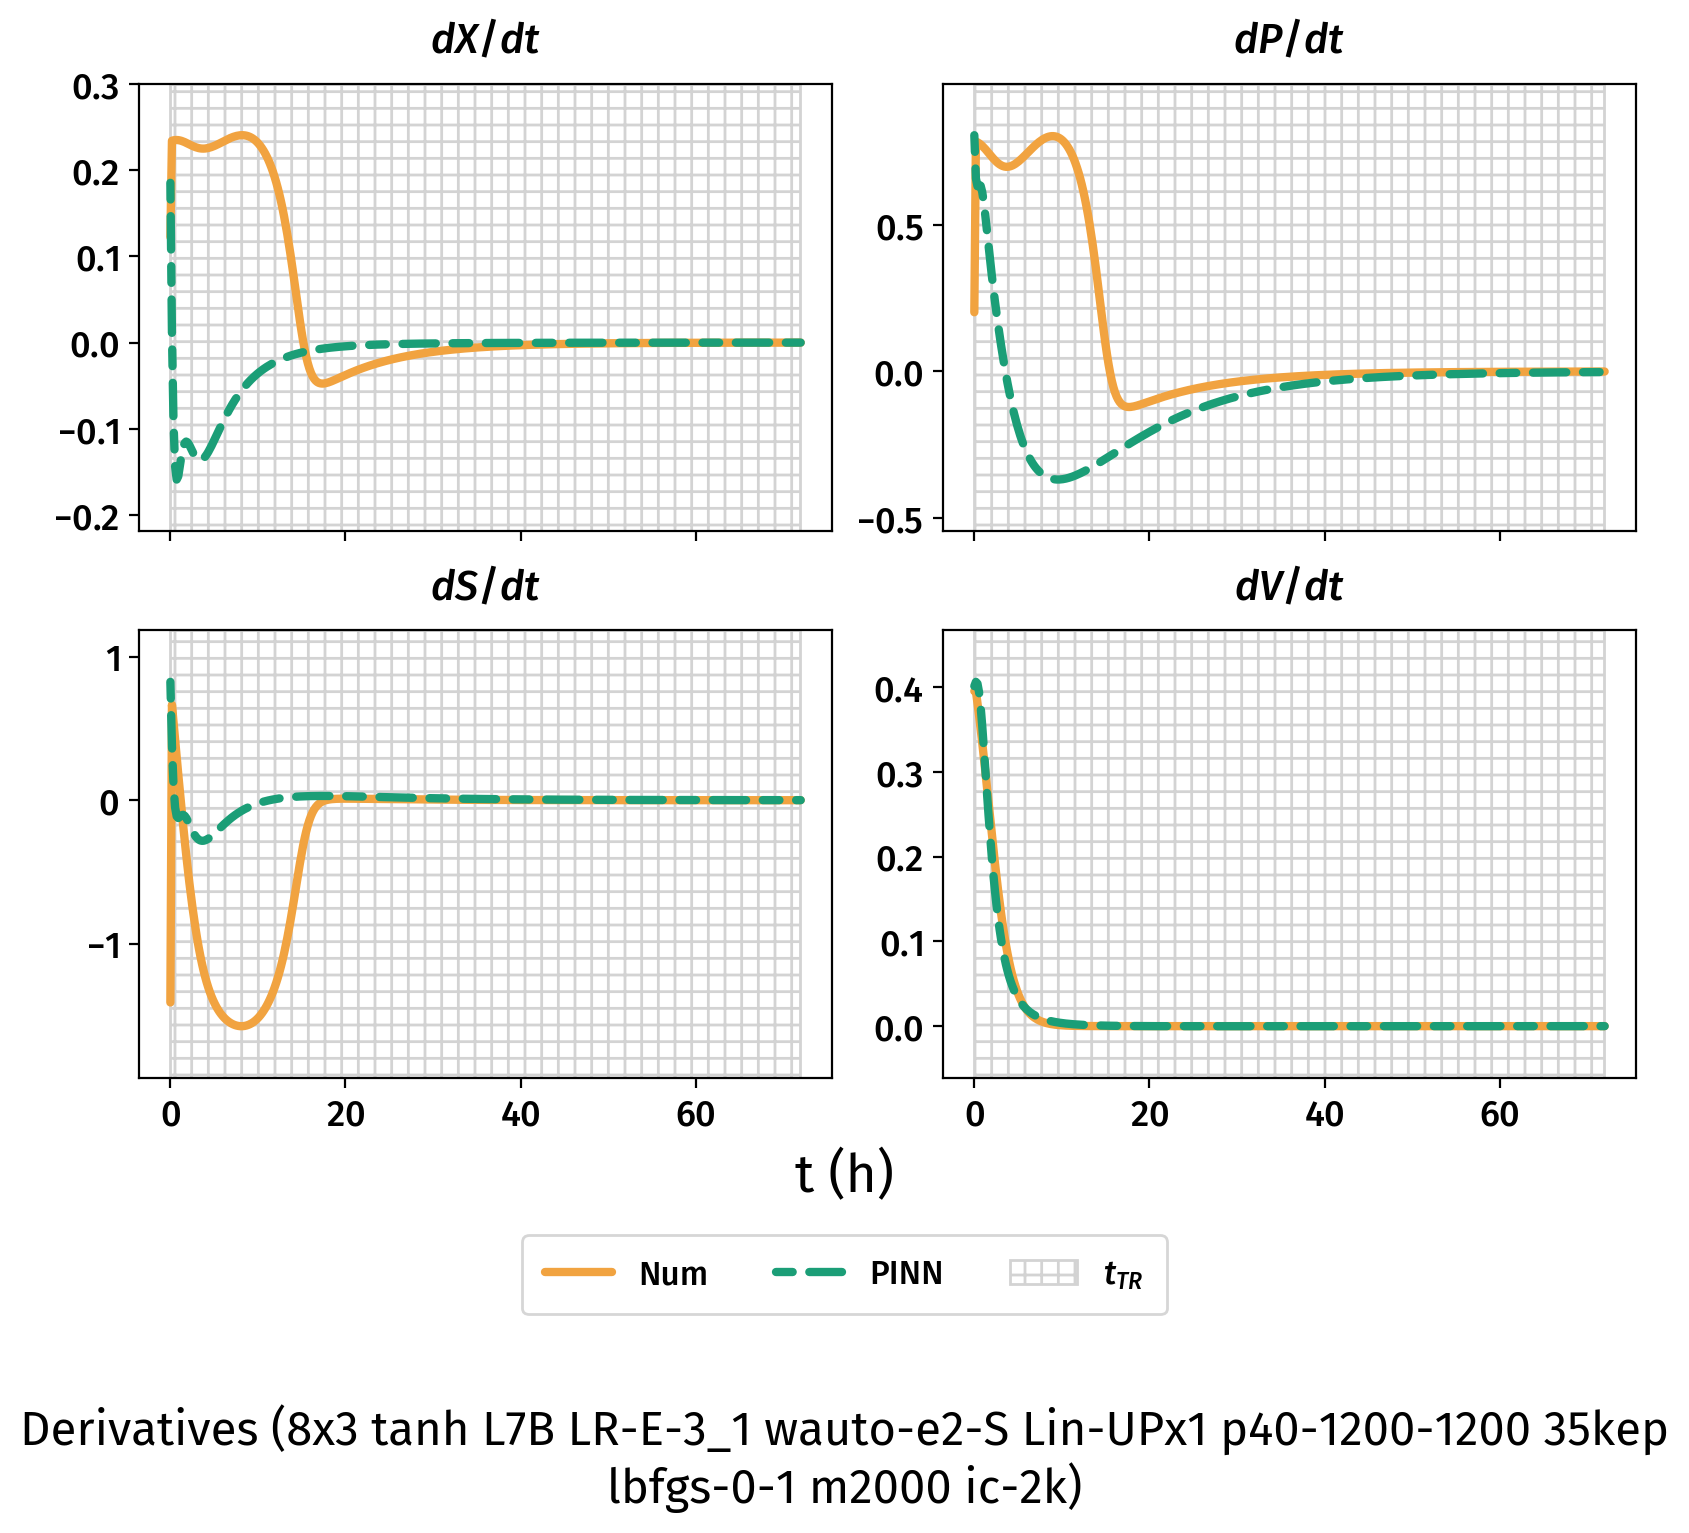 dX/dt
dP/dt
0.3
0.2
0.1
0.0
−0.1
−0.2
0.5
0.0
−0.5
dS/dt
dV/dt
1
0
−1
0.4
0.3
0.2
0.1
0.0
0 20 40 60
0 20 40 60
t (h)
Num PINN tTR
Derivatives (8x3 tanh L7B LR-E-3_1 wauto-e2-S Lin-UPx1 p40-1200-1200 35kep
lbfgs-0-1 m2000 ic-2k)